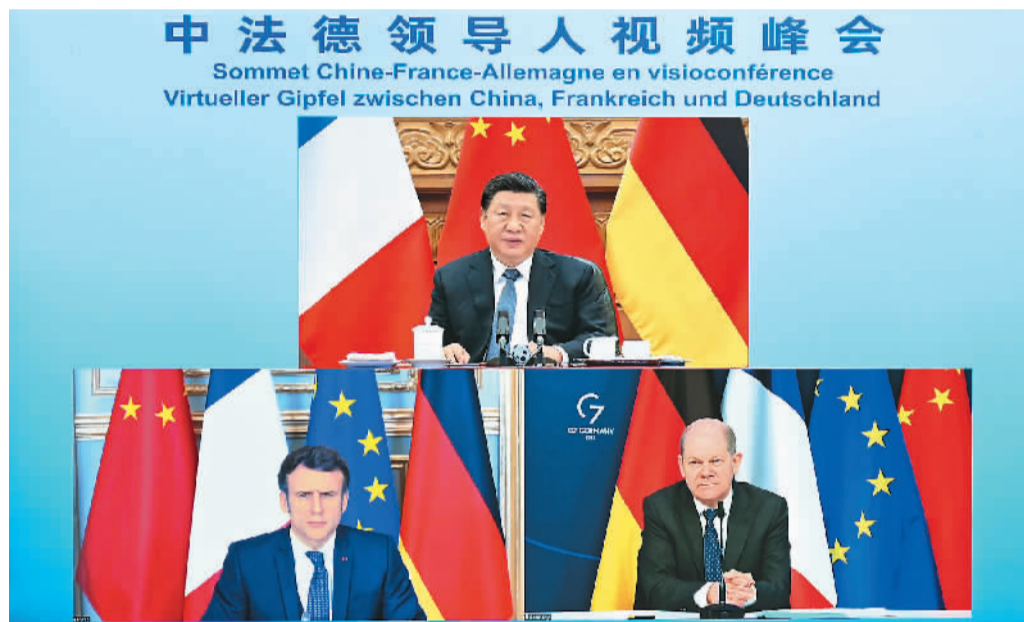 中法德领导人视频峰会
Sommet Chine-France-Allemagne en visioconférence
Virtueller Gipfel zwischen China, Frankreich und Deutschland
G7 GERMANY